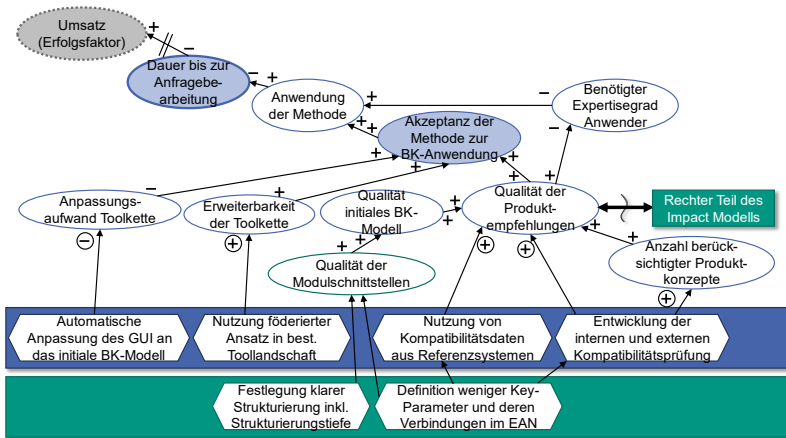 Umsatz
(Erfolgsfaktor)
+
−
Dauer bis zur
Anfragebe-
arbeitung
−
+
Anwendung
der Methode
+
−
Benötigter
Expertisegrad
Anwender
−
+
+
Akzeptanz der
Methode zur
BK-Anwendung
+
+
+
+
+
Anpassungs-
aufwand Toolkette
−
−
Erweiterbarkeit
der Toolkette
+
+
Qualität
initiales BK-
Modell
+
+
+
+
Qualität der
Produkt-
empfehlungen
+
+
+
+
Rechter Teil des
Impact Modells
Qualität der
Modulschnittstellen
Anzahl berück-
sichtigter Produkt-
konzepte
+
Automatische
Anpassung des GUI an
das initiale BK-Modell
Nutzung föderierter
Ansatz in best.
Toollandschaft
Nutzung von
Kompatibilitätsdaten
aus Referenzsystemen
Entwicklung der
internen und externen
Kompatibilitätsprüfung
Festlegung klarer
Strukturierung inkl.
Strukturierungstiefe
Definition weniger Key-
Parameter und deren
Verbindungen im EAN